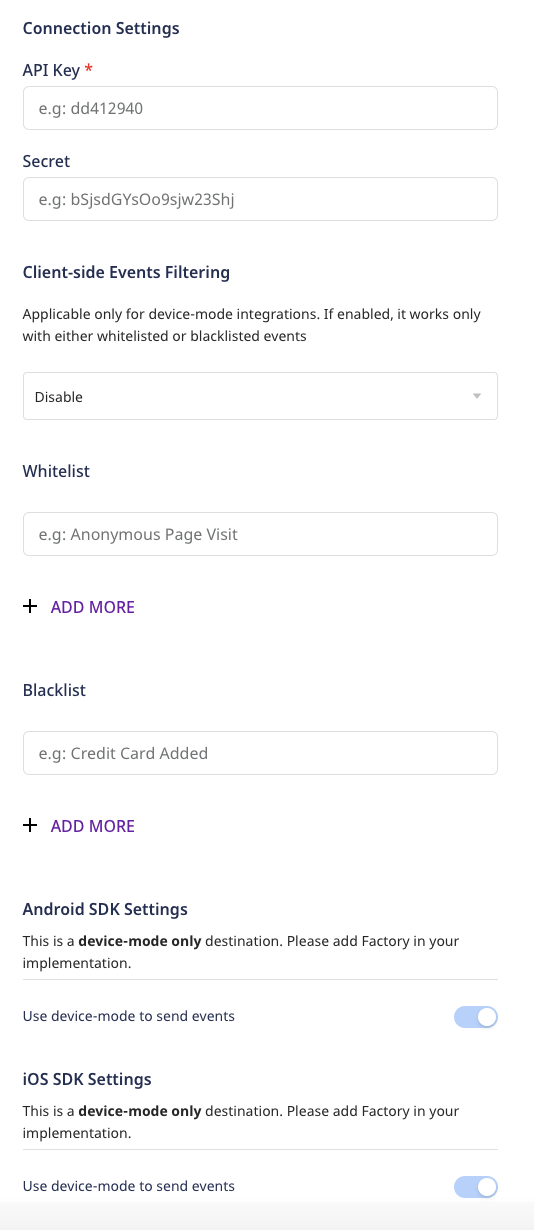 Connection Settings
API Key *
e.g: dd412940
Secret
e.g: bSjsdGYsOo9sjw23Shj
Client-side Events Filtering
Applicable only for device-mode integrations. If enabled, it works only
with either whitelisted or blacklisted events
Disable
Whitelist
e.g: Anonymous Page Visit
+ ADD MORE
Blacklist
e.g: Credit Card Added
+ ADD MORE
Android SDK Settings
This is a device-mode only destination. Please add Factory in your
implementation.
Use device-mode to send events
iOS SDK Settings
This is a device-mode only destination. Please add Factory in your
implementation.
Use device-mode to send events